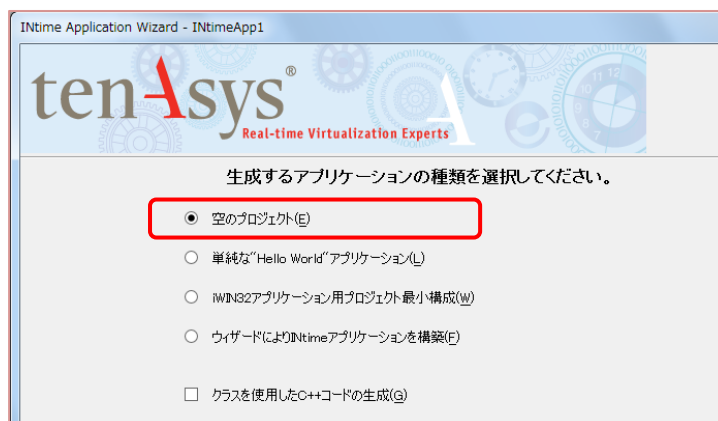 INtime Application Wizard - INtimeApp1
tenAsys®
Real-time Virtualization Experts
生成するアプリケーションの種類を選択してください。
空のプロジェクト(E)
単純な"Hello World"アプリケーション(L)
iWIN32アプリケーション用プロジェクト最小構成(W)
ウィザードによりINtimeアプリケーションを構築(F)
クラスを使用したC++コードの生成(G)